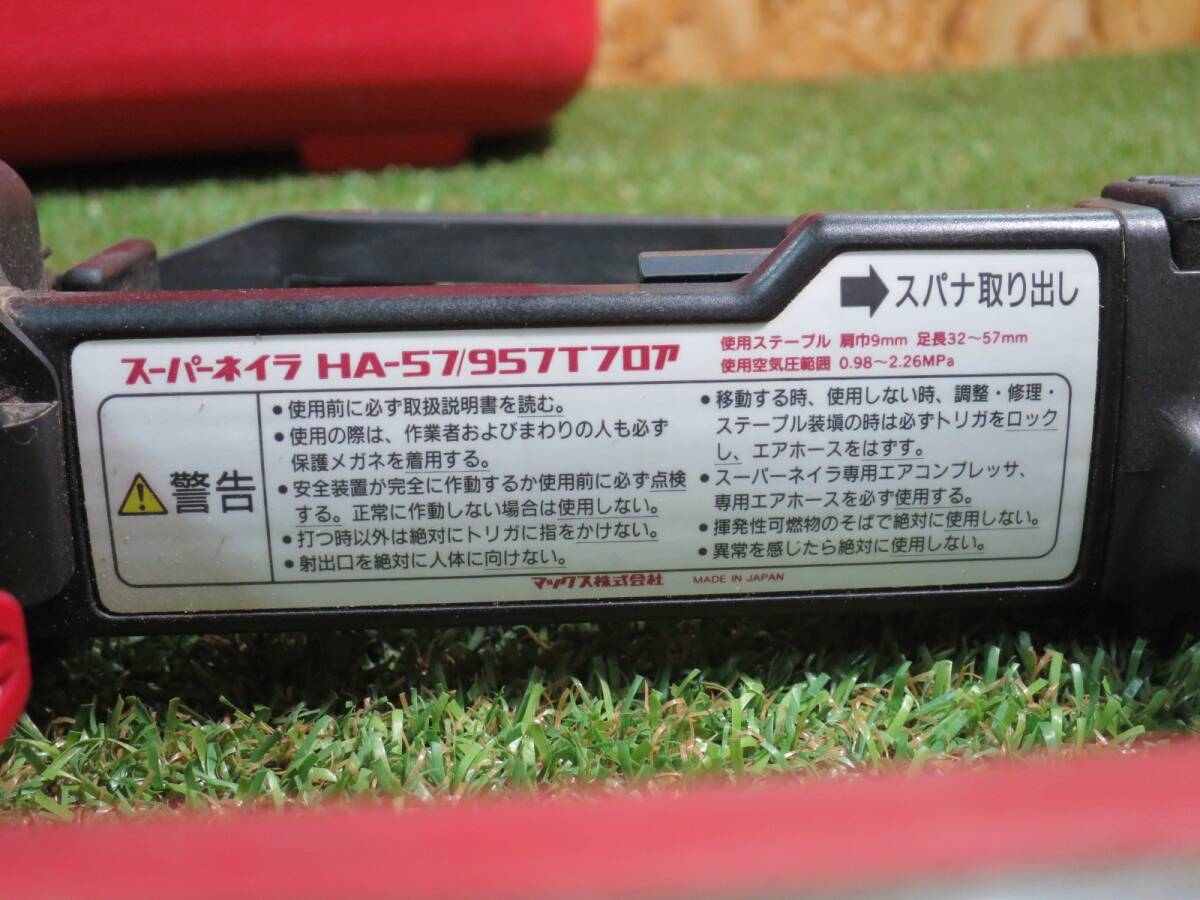 スパナ取り出し
スーパーネイラ HA-57/957Tフロア
使用ステープル 肩巾9mm 足長32～57mm
使用空気圧範囲 0.98～2.26MPa
警告
●使用前に必ず取扱説明書を読む。
●使用の際は、作業者およびまわりの人も必ず
保護メガネを着用する。
●安全装置が完全に作動するか使用前に必ず点検
する。正常に作動しない場合は使用しない。
●打つ時以外は絶対にトリガに指をかけない。
●射出口を絶対に人体に向けない。
●移動する時、使用しない時、調整・修理・
ステープル装填の時は必ずトリガをロック
し、エアホースをはずす。
●スーパーネイラ専用エアコンプレッサ、
専用エアホースを必ず使用する。
●揮発性可燃物のそばで絶対に使用しない。
●異常を感じたら絶対に使用しない。
マックス株式会社 MADE IN JAPAN